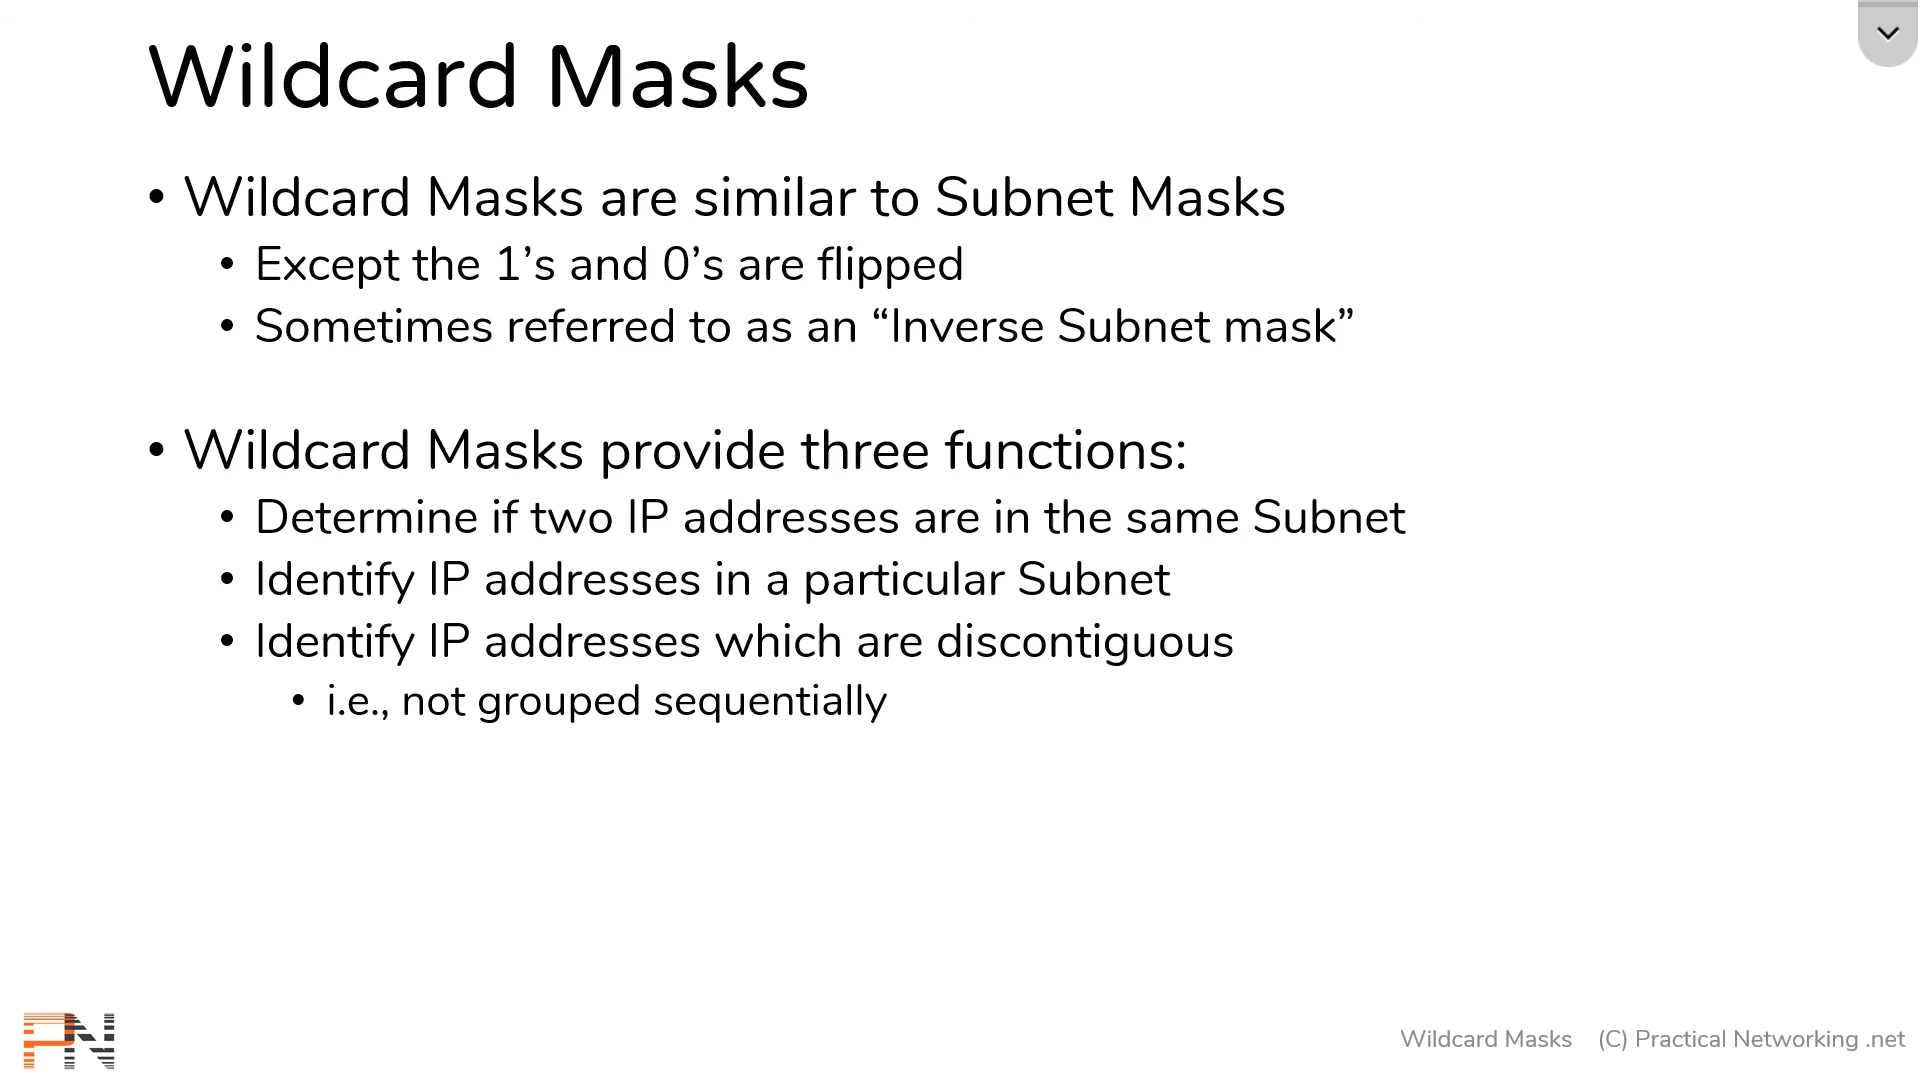 Wildcard Masks
• Wildcard Masks are similar to Subnet Masks
• Except the 1’s and 0’s are flipped
• Sometimes referred to as an “Inverse Subnet mask”
• Wildcard Masks provide three functions:
• Determine if two IP addresses are in the same Subnet
• Identify IP addresses in a particular Subnet
• Identify IP addresses which are discontiguous
• i.e., not grouped sequentially
PN
Wildcard Masks (C) Practical Networking .net